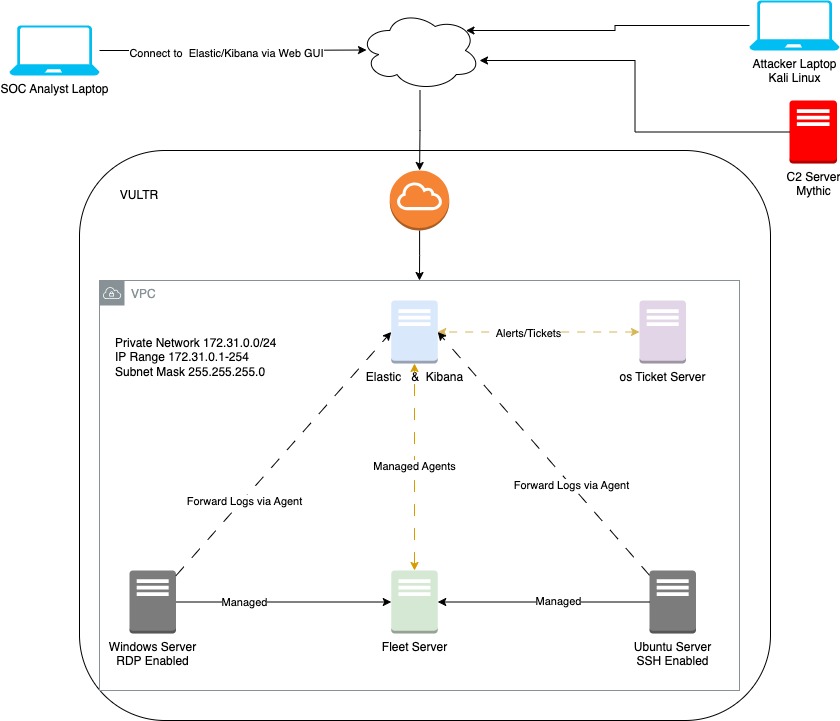 Connect to Elastic/Kibana via Web GUI
SOC Analyst Laptop
Attacker Laptop
Kali Linux
C2 Server
Mythic
VULTR
VPC
Private Network 172.31.0.0/24
IP Range 172.31.0.1-254
Subnet Mask 255.255.255.0
Alerts/Tickets
Elastic & Kibana
os Ticket Server
Managed Agents
Forward Logs via Agent
Forward Logs via Agent
Managed
Managed
Windows Server
RDP Enabled
Fleet Server
Ubuntu Server
SSH Enabled